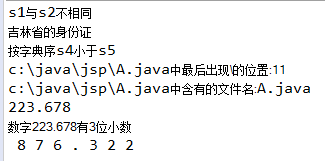 s1与s2不相同
吉林省的身份证
按字典序s4小于s5
c:\java\jsp\A.java中最后出现\的位置:11
c:\java\jsp\A.java中含有的文件名:A.java
223.678
数字223.678有3位小数
8 7 6 . 3 2 2